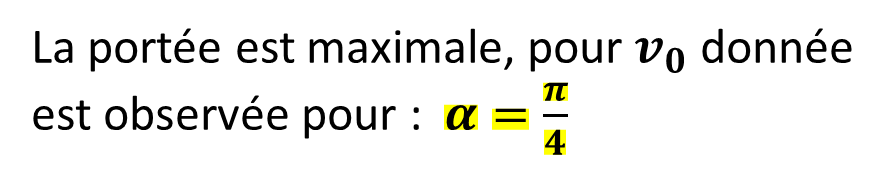 La portée est maximale, pour 𝒗₀ donnée
est observée pour : 𝜶 = 𝝅/𝟒